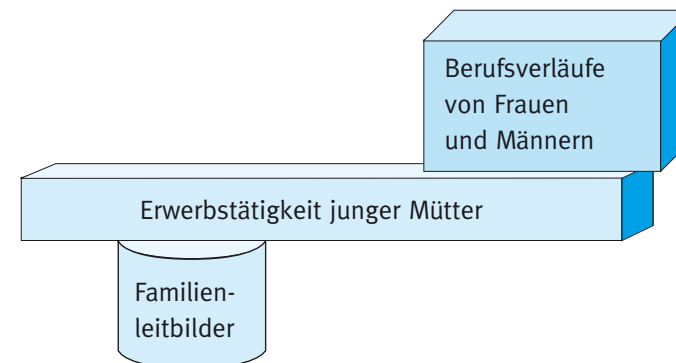 Berufsverläufe
von Frauen
und Männern
Erwerbstätigkeit junger Mütter
Familien-
leitbilder